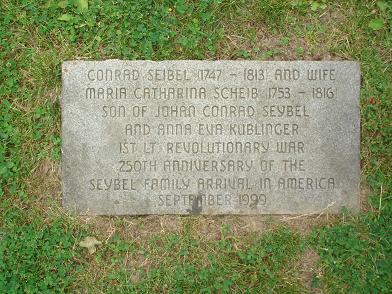 CONRAD SEIBEL (1747 - 1813) AND WIFE
MARIA CATHARINA SCHEIB (1753 - 1816)
SON OF JOHAN CONRAD SEYBEL
AND ANNA EVA KUBLINGER
1ST LT REVOLUTIONARY WAR
250TH ANNIVERSARY OF THE
SEYBEL FAMILY ARRIVAL IN AMERICA
SEPTEMBER 1999